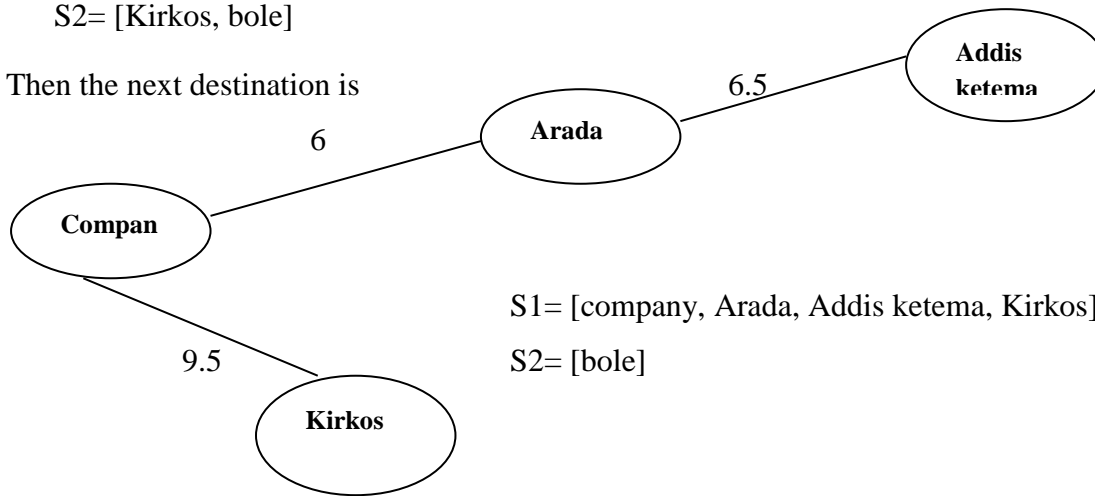 S2= [Kirkos, bole]
Then the next destination is
Addis
ketema
6.5
Arada
6
Compan
S1= [company, Arada, Addis ketema, Kirkos]
9.5
S2= [bole]
Kirkos